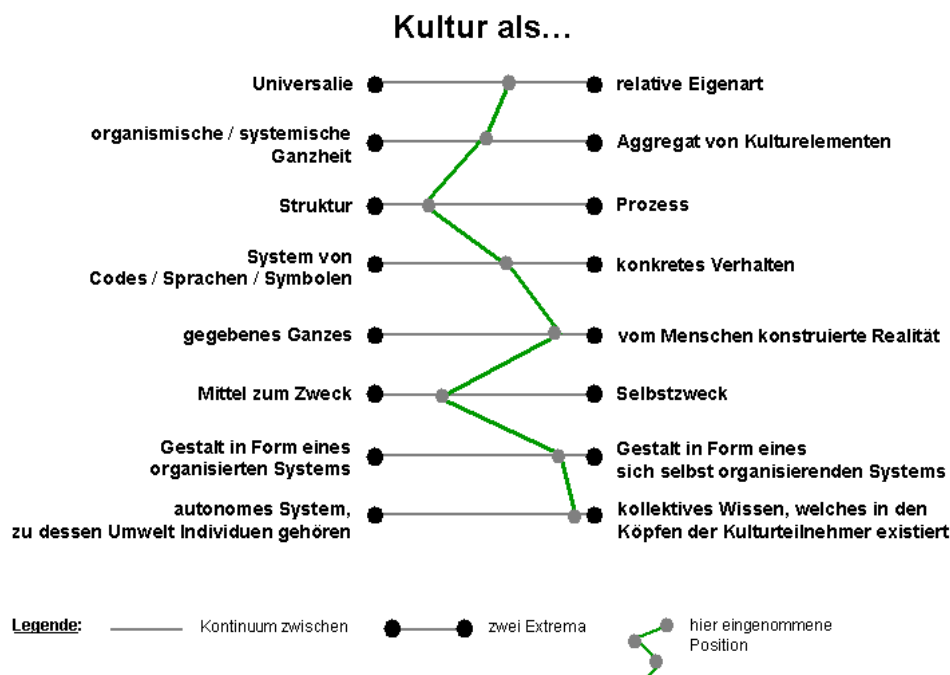 Kultur als...
Universalie
relative Eigenart
organismische / systemische
Ganzheit
Aggregat von Kulturelementen
Struktur
Prozess
System von
Codes / Sprachen / Symbolen
konkretes Verhalten
gegebenes Ganzes
vom Menschen konstruierte Realität
Mittel zum Zweck
Selbstzweck
Gestalt in Form eines
organisierten Systems
Gestalt in Form eines
sich selbst organisierenden Systems
autonomes System,
zu dessen Umwelt Individuen gehören
kollektives Wissen, welches in den
Köpfen der Kulturteilnehmer existiert
Legende:
Kontinuum zwischen
zwei Extrema
hier eingenommene
Position